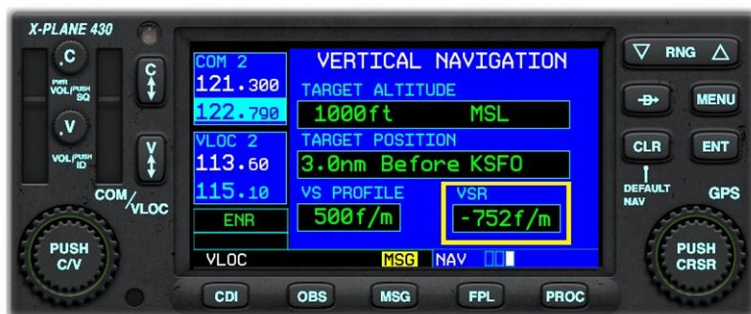 X-PLANE 430
C
PWR
VOL/PUSH
SQ
V
VOL/PUSH
ID
C
V
COM
/VLOC
PUSH
C/V
COM 2
121.300
122.790
VLOC 2
113.60
115.10
ENR
VERTICAL NAVIGATION
TARGET ALTITUDE
1000ft MSL
TARGET POSITION
3.0nm Before KSFO
VS PROFILE VSR
500f/m -752f/m
VLOC MSG NAV
RNG
D
MENU
CLR
ENT
DEFAULT
NAV
GPS
PUSH
CRSR
CDI OBS MSG FPL PROC